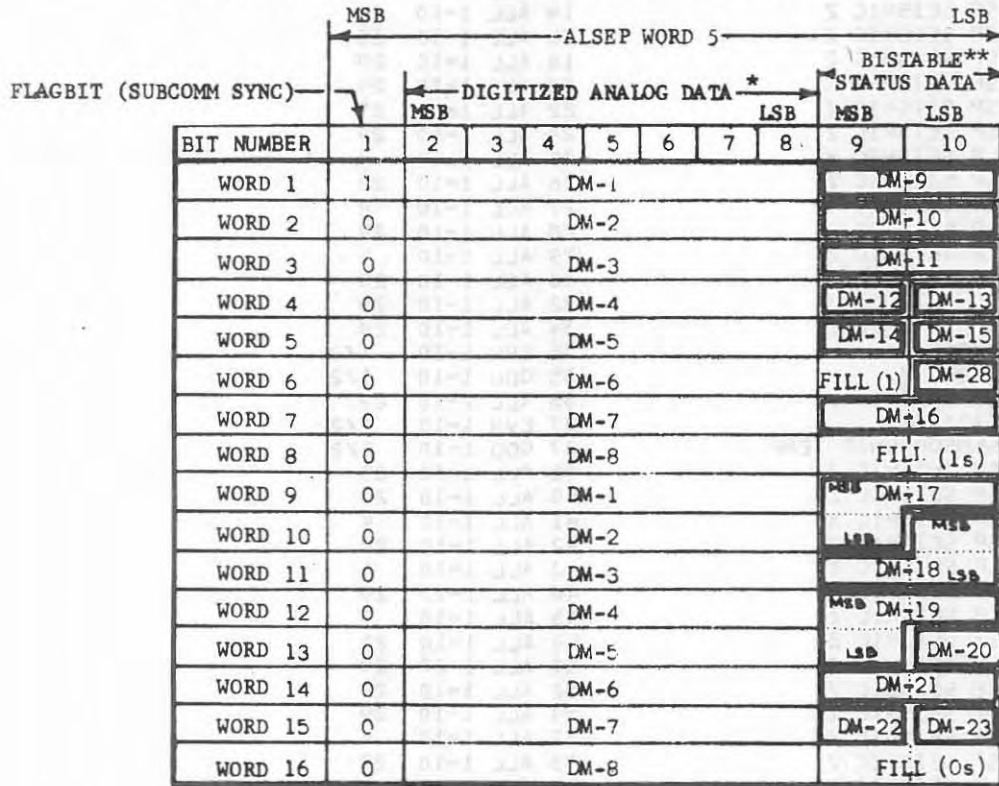 MSB LSB
ALSEP WORD 5
BISTABLE**
FLAGBIT (SUBCOMM SYNC) DIGITIZED ANALOG DATA * STATUS DATA
MSB LSB MSB LSB
BIT NUMBER 1 2 3 4 5 6 7 8 9 10
WORD 1 1 DM-1 DM-9
WORD 2 0 DM-2 DM-10
WORD 3 0 DM-3 DM-11
WORD 4 0 DM-4 DM-12 DM-13
WORD 5 0 DM-5 DM-14 DM-15
WORD 6 0 DM-6 FILL (1) DM-28
WORD 7 0 DM-7 DM-16
WORD 8 0 DM-8 FILL (1s)
WORD 9 0 DM-1 MSB DM-17
WORD 10 0 DM-2 LSB MSB
WORD 11 0 DM-3 DM-18 LSB
WORD 12 0 DM-4 MSB DM-19
WORD 13 0 DM-5 LSB DM-20
WORD 14 0 DM-6 DM-21
WORD 15 0 DM-7 DM-22 DM-23
WORD 16 0 DM-8 FILL (0s)